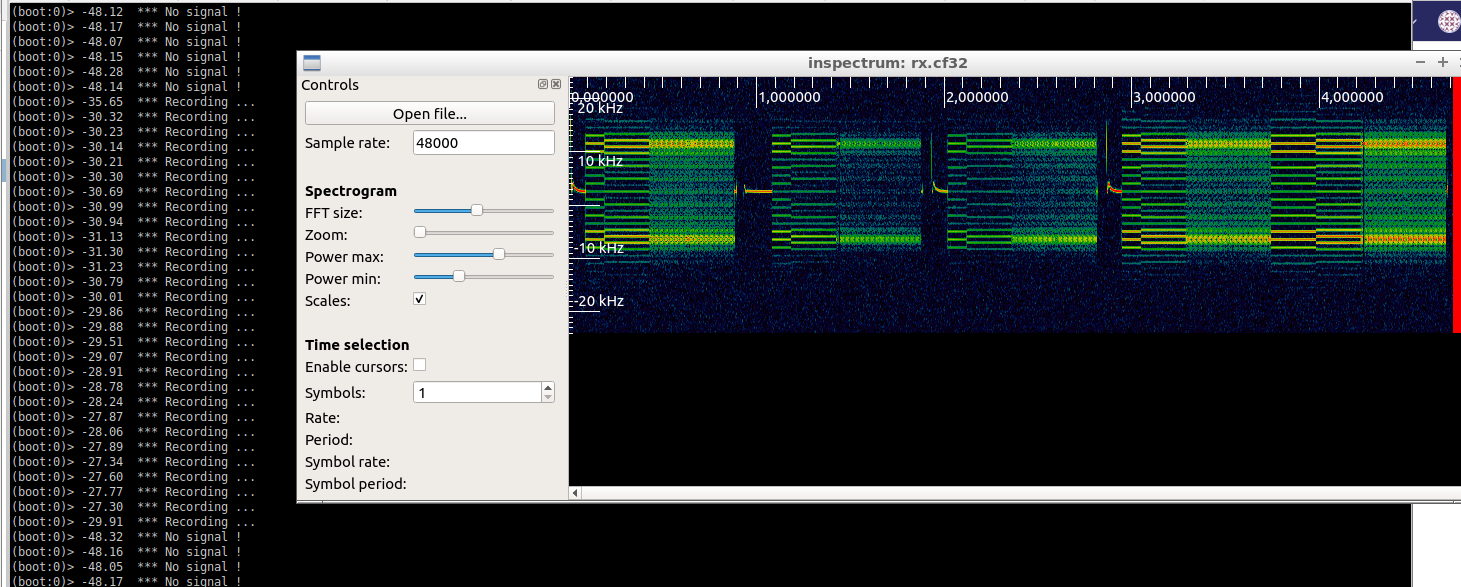 (boot:0)> -48.12 *** No signal !
(boot:0)> -48.17 *** No signal !
(boot:0)> -48.07 *** No signal !
(boot:0)> -48.15 *** No signal !
(boot:0)> -48.28 *** No signal !
(boot:0)> -48.14 *** No signal !
(boot:0)> -35.65 *** Recording ...
(boot:0)> -30.32 *** Recording ...
(boot:0)> -30.23 *** Recording ...
(boot:0)> -30.14 *** Recording ...
(boot:0)> -30.21 *** Recording ...
(boot:0)> -30.30 *** Recording ...
(boot:0)> -30.69 *** Recording ...
(boot:0)> -30.99 *** Recording ...
(boot:0)> -30.94 *** Recording ...
(boot:0)> -31.13 *** Recording ...
(boot:0)> -31.30 *** Recording ...
(boot:0)> -31.23 *** Recording ...
(boot:0)> -30.79 *** Recording ...
(boot:0)> -30.01 *** Recording ...
(boot:0)> -29.86 *** Recording ...
(boot:0)> -29.88 *** Recording ...
(boot:0)> -29.51 *** Recording ...
(boot:0)> -29.07 *** Recording ...
(boot:0)> -28.91 *** Recording ...
(boot:0)> -28.78 *** Recording ...
(boot:0)> -28.24 *** Recording ...
(boot:0)> -27.87 *** Recording ...
(boot:0)> -28.06 *** Recording ...
(boot:0)> -27.89 *** Recording ...
(boot:0)> -27.34 *** Recording ...
(boot:0)> -27.60 *** Recording ...
(boot:0)> -27.77 *** Recording ...
(boot:0)> -27.30 *** Recording ...
(boot:0)> -29.91 *** Recording ...
(boot:0)> -48.32 *** No signal !
(boot:0)> -48.16 *** No signal !
(boot:0)> -48.05 *** No signal !
(boot:0)> -48.17 *** No signal !
inspectrum: rx.cf32
Controls
Open file...
Sample rate: 48000
Spectrogram
FFT size:
Zoom:
Power max:
Power min:
Scales:
Time selection
Enable cursors:
Symbols: 1
Rate:
Period:
Symbol rate:
Symbol period:
0,000000 1,000000 2,000000 3,000000 4,000000
20 kHz
10 kHz
-10 kHz
-20 kHz